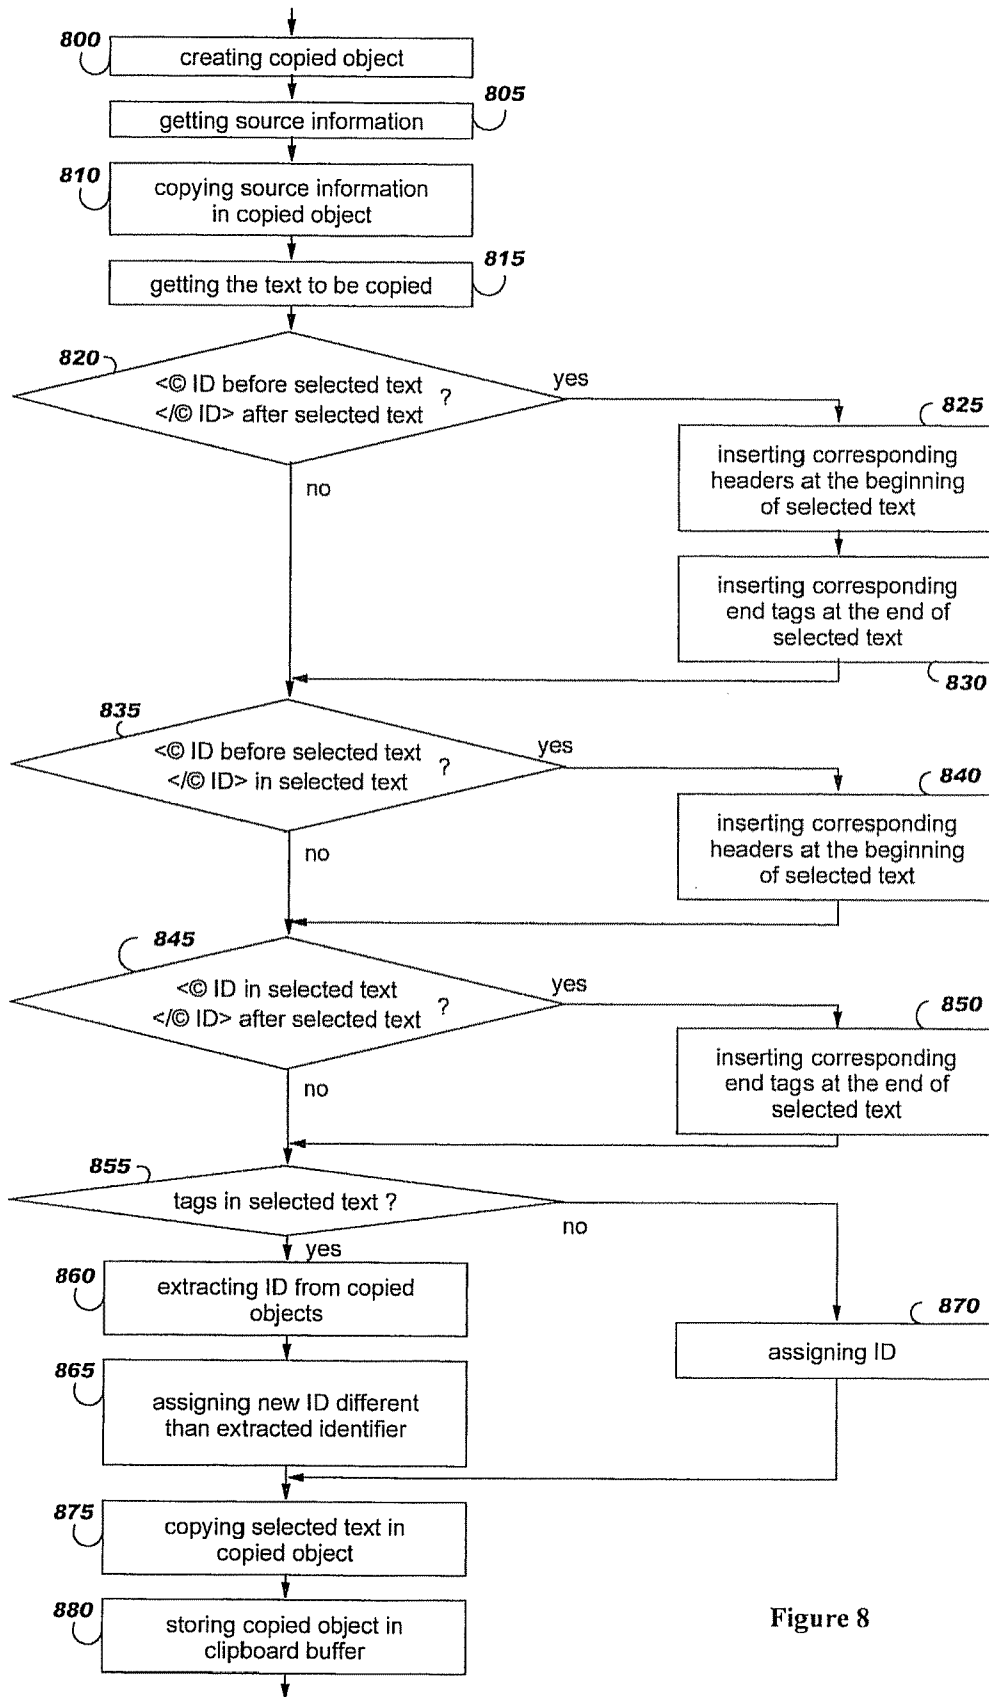 800
creating copied object
805
getting source information
810
copying source information
in copied object
815
getting the text to be copied
820
<© ID before selected text
</© ID> after selected text
?
yes
no
825
inserting corresponding
headers at the beginning
of selected text
inserting corresponding
end tags at the end of
selected text
830
835
<© ID before selected text
</© ID> in selected text
?
yes
no
840
inserting corresponding
headers at the beginning
of selected text
845
<© ID in selected text
</© ID> after selected text
?
yes
no
850
inserting corresponding
end tags at the end of
selected text
855
tags in selected text ?
no
yes
860
extracting ID from copied
objects
870
assigning ID
865
assigning new ID different
than extracted identifier
875
copying selected text in
copied object
880
storing copied object in
clipboard buffer
Figure 8